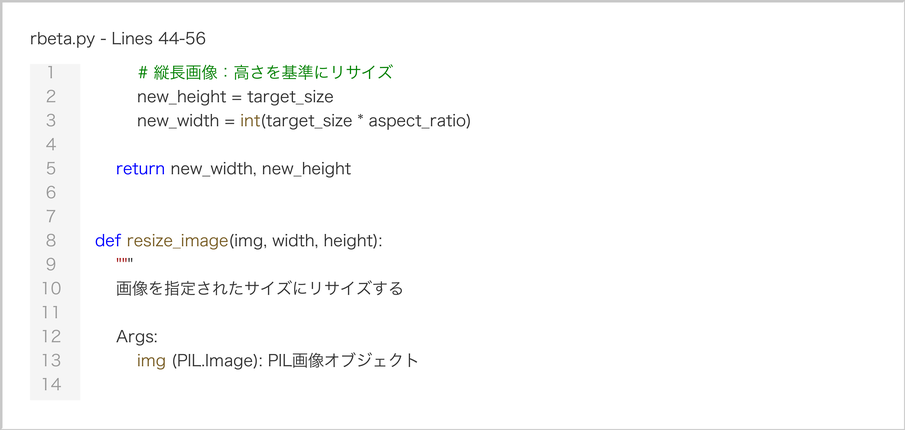 rbeta.py - Lines 44-56
1 # 縦長画像：高さを基準にリサイズ
2 new_height = target_size
3 new_width = int(target_size * aspect_ratio)
4
5 return new_width, new_height
6
7
8 def resize_image(img, width, height):
9 """
10 画像を指定されたサイズにリサイズする
11
12 Args:
13 img (PIL.Image): PIL画像オブジェクト
14